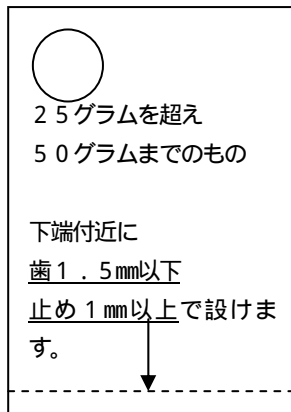 ２５グラムを超え
５０グラムまでのもの
下端付近に
歯１．５㎜以下
止め１㎜以上で設けま
す。